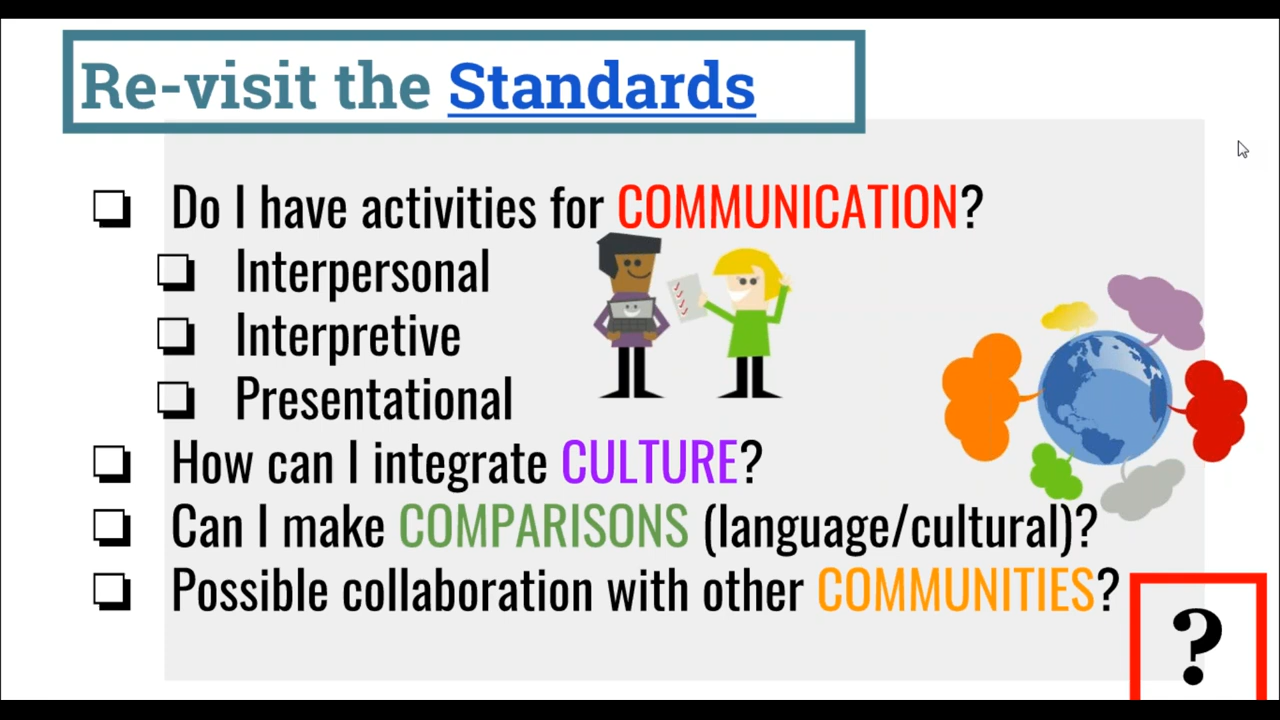 Re-visit the Standards
Do I have activities for COMMUNICATION?
Interpersonal
Interpretive
Presentational
How can I integrate CULTURE?
Can I make COMPARISONS (language/cultural)?
Possible collaboration with other COMMUNITIES?
?